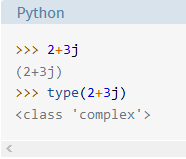 Python
>>> 2+3j
(2+3j)
>>> type(2+3j)
<class 'complex'>